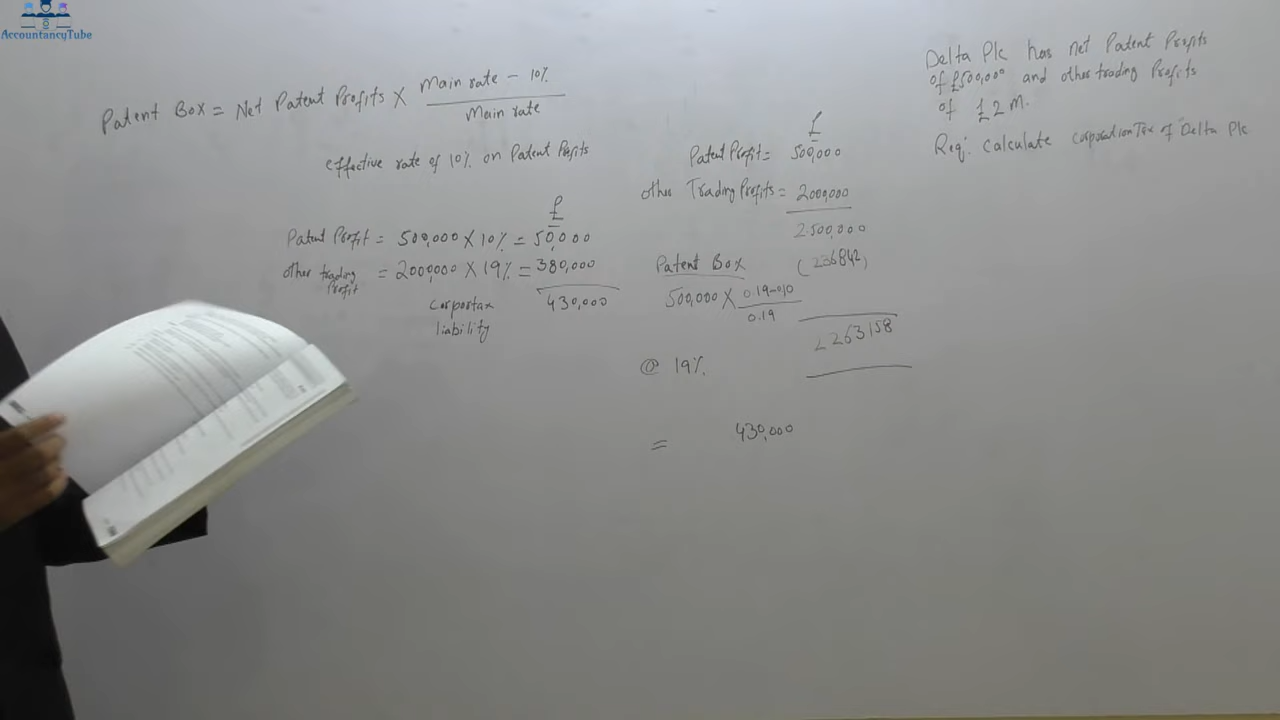 AccountancyTube
Patent Box = Net Patent Profits X Main rate - 10%
Main rate
effective rate of 10% on Patent Profits
£
Patent Profit = 500,000 X 10% = 50,000
other trading Profit = 2000,000 X 19% = 380,000
corportax 430,000
liability
£
Patent Profit = 500,000
other Trading Profits = 2000,000
2.500,000
Patent Box (236842)
500,000 X 0.19-0.10
0.19
2263158
@ 19%
= 430,000
Delta Plc has net Patent Profits
of £500,000 and other trading Profits
of £2M.
Req: Calculate corporation Tax of Delta Plc